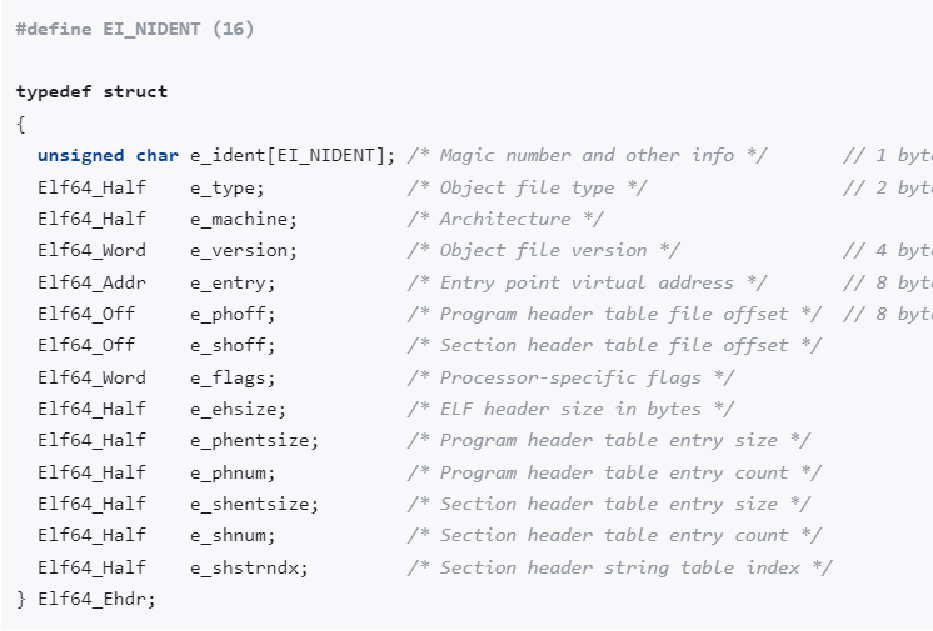 #define EI_NIDENT (16)
typedef struct
{
unsigned char e_ident[EI_NIDENT]; /* Magic number and other info */ // 1 byte
Elf64_Half e_type; /* Object file type */ // 2 byte
Elf64_Half e_machine; /* Architecture */
Elf64_Word e_version; /* Object file version */ // 4 byte
Elf64_Addr e_entry; /* Entry point virtual address */ // 8 byte
Elf64_Off e_phoff; /* Program header table file offset */ // 8 byte
Elf64_Off e_shoff; /* Section header table file offset */
Elf64_Word e_flags; /* Processor-specific flags */
Elf64_Half e_ehsize; /* ELF header size in bytes */
Elf64_Half e_phentsize; /* Program header table entry size */
Elf64_Half e_phnum; /* Program header table entry count */
Elf64_Half e_shentsize; /* Section header table entry size */
Elf64_Half e_shnum; /* Section header table entry count */
Elf64_Half e_shstrndx; /* Section header string table index */
} Elf64_Ehdr;